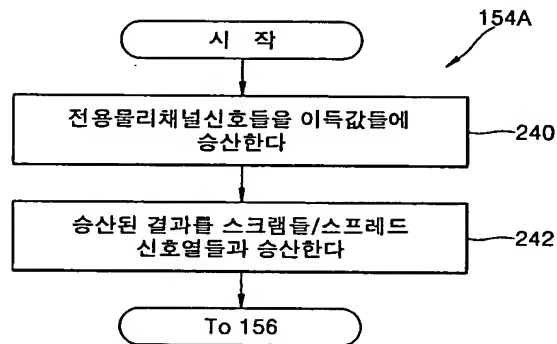 154A
시 작
전용물리채널신호들을 이득값들에
승산한다
240
승산된 결과를 스크램들/스프레드
신호열들과 승산한다
242
To 156